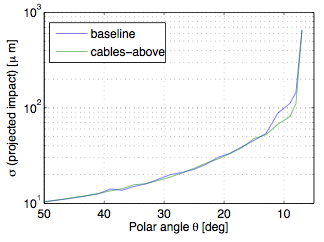 10³
baseline
cables-above
σ (projected impact) [μ m]
10²
10¹
50 40 30 20 10
Polar angle θ [deg]